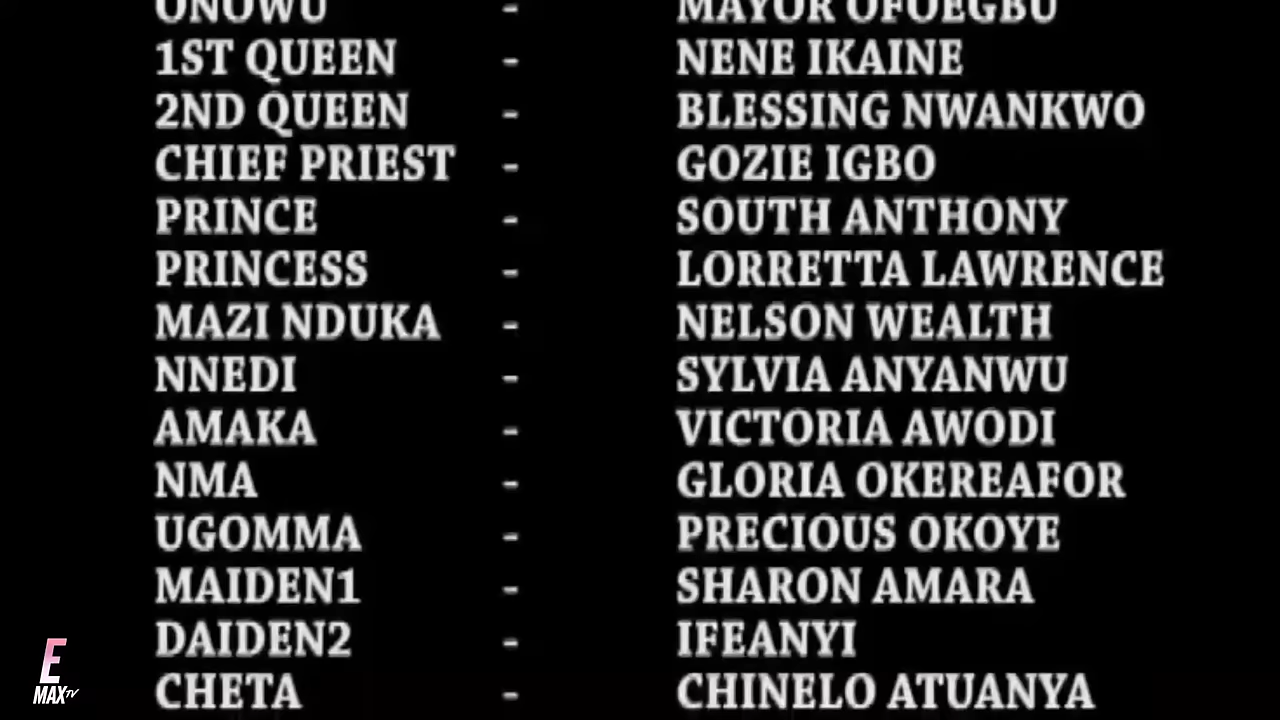 ONOWU - MAYOR OFOEGBU
1ST QUEEN - NENE IKAINE
2ND QUEEN - BLESSING NWANKWO
CHIEF PRIEST - GOZIE IGBO
PRINCE - SOUTH ANTHONY
PRINCESS - LORRETTA LAWRENCE
MAZI NDUKA - NELSON WEALTH
NNEDI - SYLVIA ANYANWU
AMAKA - VICTORIA AWODI
NMA - GLORIA OKEREAFOR
UGOMMA - PRECIOUS OKOYE
MAIDEN1 - SHARON AMARA
DAIDEN2 - IFEANYI
CHETA - CHINELO ATUANYA
E
MAXTV